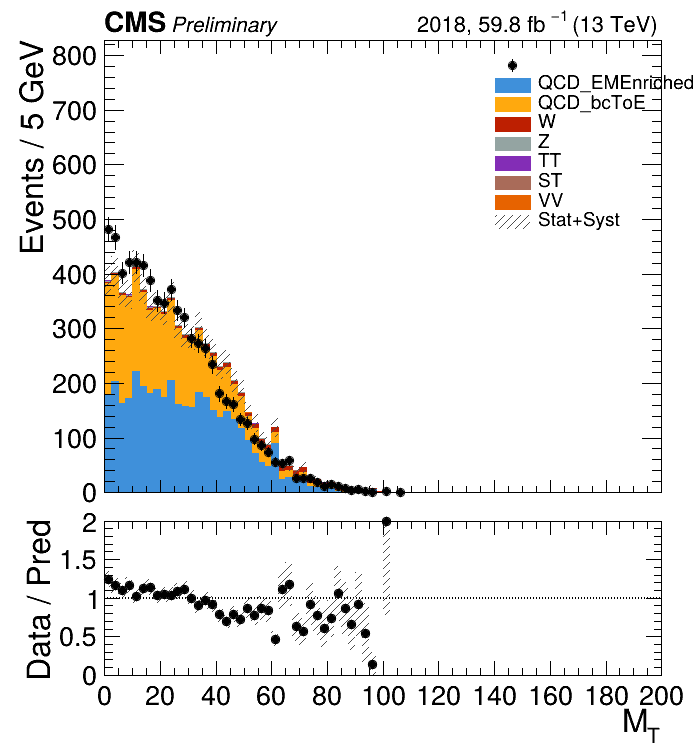 CMS Preliminary 2018, 59.8 fb⁻¹ (13 TeV)
Events / 5 GeV
800
700
600
500
400
300
200
100
0
QCD_EMEnriched
QCD_bcToE
W
Z
TT
ST
VV
Stat+Syst
Data / Pred
2
1.5
1
0.5
0
0 20 40 60 80 100 120 140 160 180 200
M_T